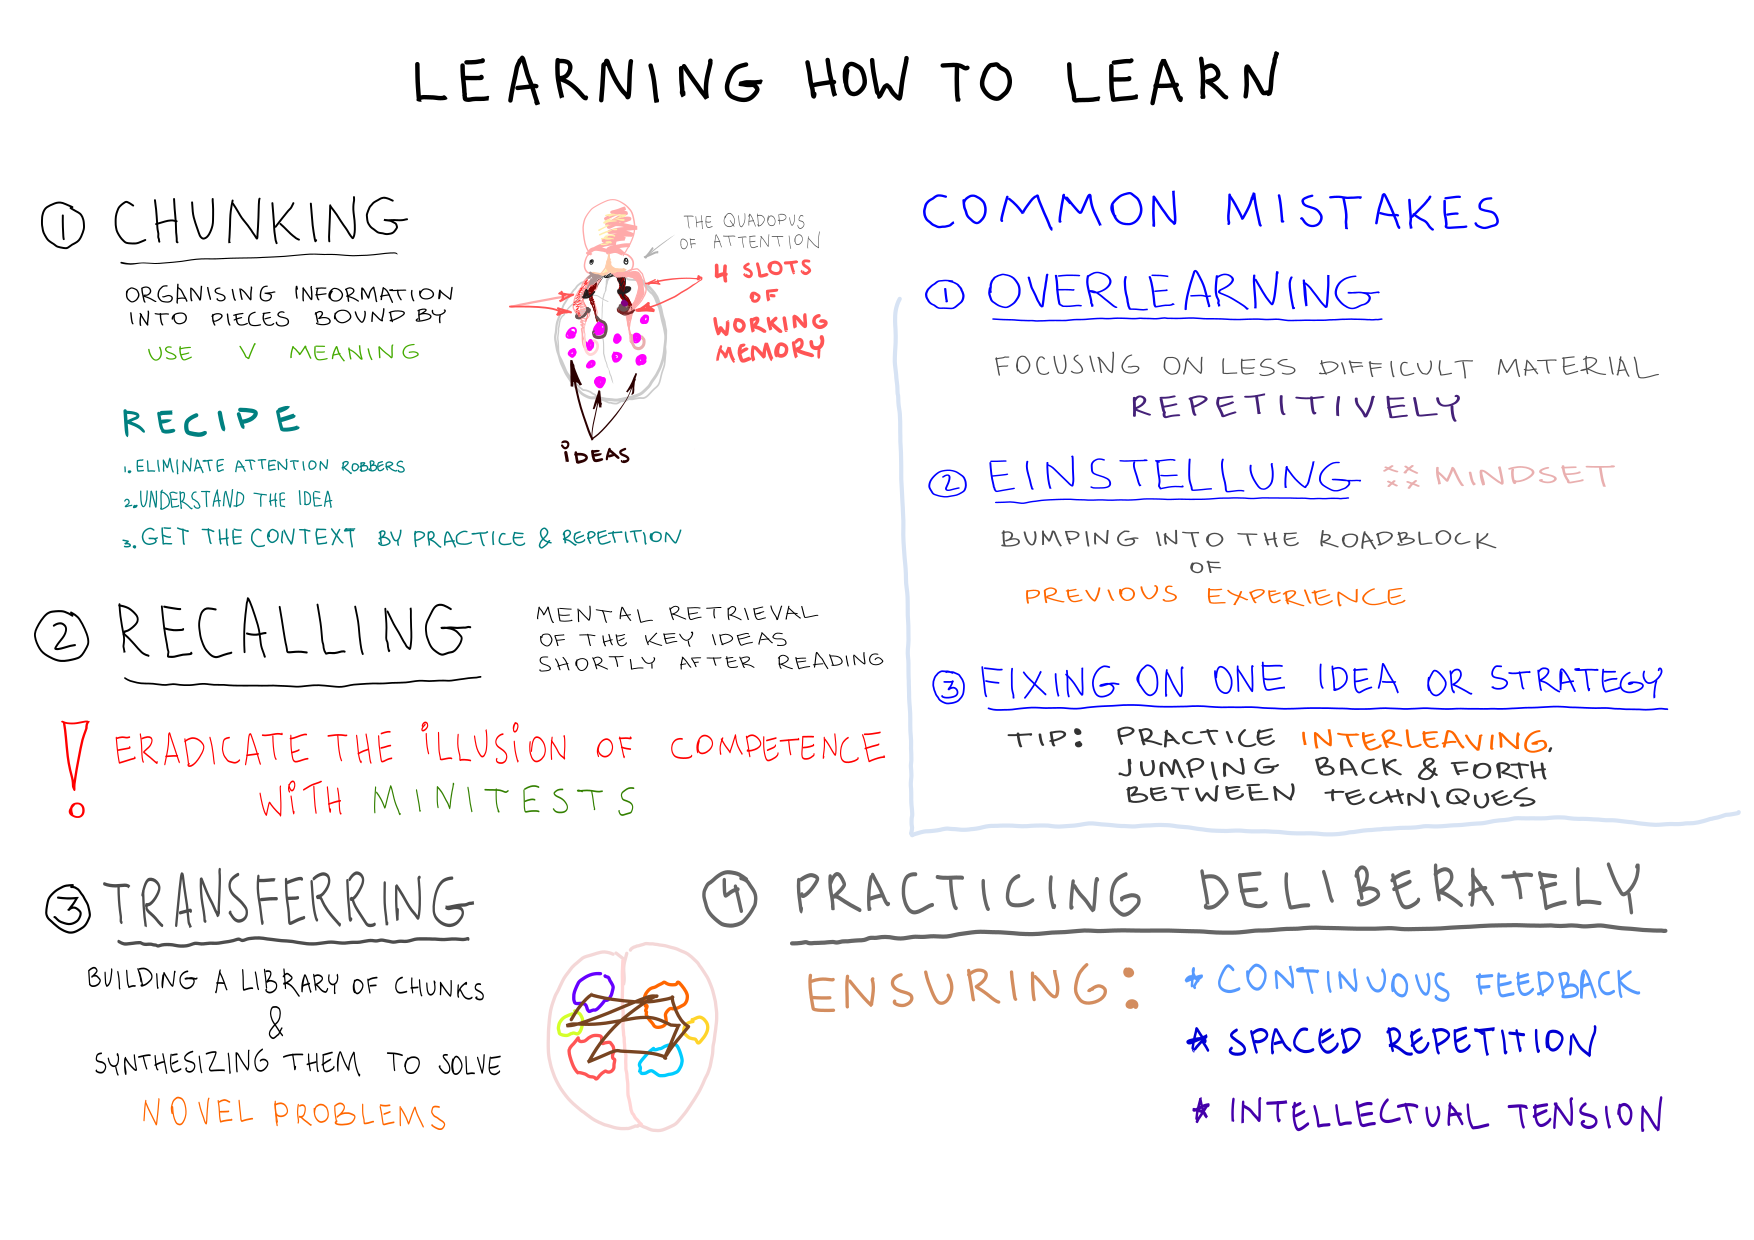 LEARNING HOW TO LEARN
1 CHUNKING
ORGANISING INFORMATION
INTO PIECES BOUND BY
USE V MEANING
RECIPE
1. ELIMINATE ATTENTION ROBBERS
2. UNDERSTAND THE IDEA
3. GET THE CONTEXT BY PRACTICE & REPETITION
THE QUADOPUS
OF ATTENTION
4 SLOTS
OF
WORKING
MEMORY
iDEAS
2 RECALLING
MENTAL RETRIEVAL
OF THE KEY IDEAS
SHORTLY AFTER READING
! ERADICATE THE iLLUSiON OF COMPETENCE
WiTH MINITESTS
3 TRANSFERRING
BUILDING A LIBRARY OF CHUNKS
&
SYNTHESIZING THEM TO SOLVE
NOVEL PROBLEMS
COMMON MISTAKES
1 OVERLEARNING
FOCUSING ON LESS DIFFICULT MATERIAL
REPETITIVELY
2 EINSTELLUNG :: MINDSET
BUMPING INTO THE ROADBLOCK
OF
PREVIOUS EXPERIENCE
3 FIXING ON ONE IDEA OR STRATEGY
TIP: PRACTICE INTERLEAVING,
JUMPING BACK & FORTH
BETWEEN TECHNIQUES
4 PRACTICING DELIBERATELY
ENSURING:
* CONTINUOUS FEEDBACK
* SPACED REPETITION
* INTELLECTUAL TENSION